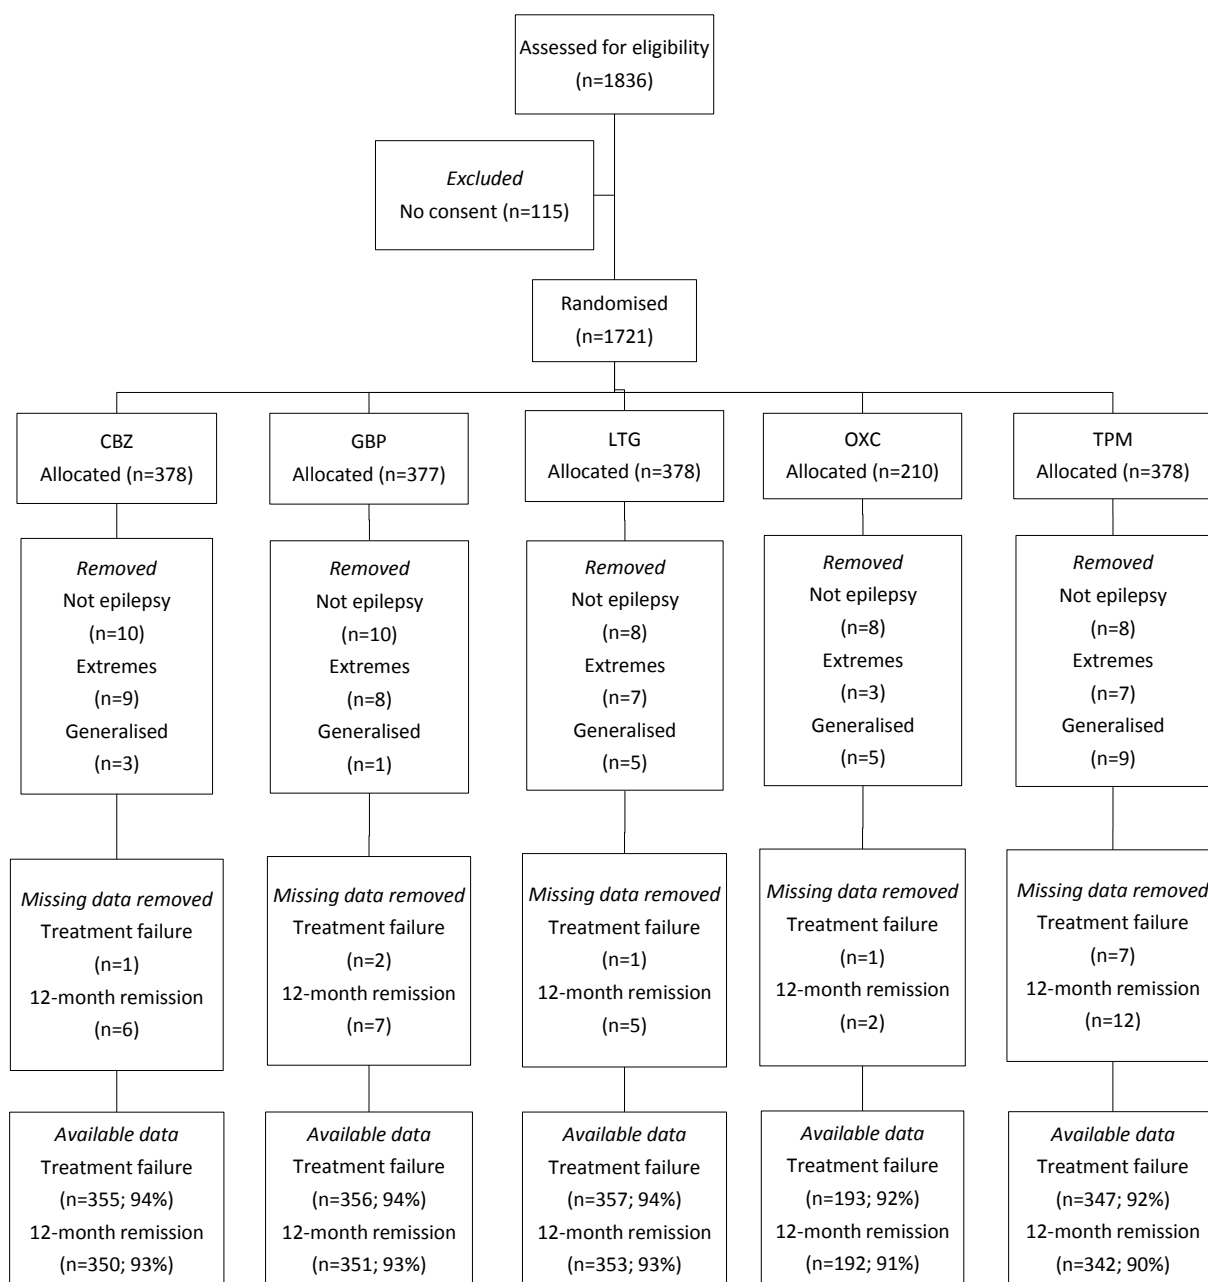 Assessed for eligibility
(n=1836)
Excluded
No consent (n=115)
Randomised
(n=1721)
CBZ
Allocated (n=378)
GBP
Allocated (n=377)
LTG
Allocated (n=378)
OXC
Allocated (n=210)
TPM
Allocated (n=378)
Removed
Not epilepsy
(n=10)
Extremes
(n=9)
Generalised
(n=3)
Removed
Not epilepsy
(n=10)
Extremes
(n=8)
Generalised
(n=1)
Removed
Not epilepsy
(n=8)
Extremes
(n=7)
Generalised
(n=5)
Removed
Not epilepsy
(n=8)
Extremes
(n=3)
Generalised
(n=5)
Removed
Not epilepsy
(n=8)
Extremes
(n=7)
Generalised
(n=9)
Missing data removed
Treatment failure
(n=1)
12-month remission
(n=6)
Missing data removed
Treatment failure
(n=2)
12-month remission
(n=7)
Missing data removed
Treatment failure
(n=1)
12-month remission
(n=5)
Missing data removed
Treatment failure
(n=1)
12-month remission
(n=2)
Missing data removed
Treatment failure
(n=7)
12-month remission
(n=12)
Available data
Treatment failure
(n=355; 94%)
12-month remission
(n=350; 93%)
Available data
Treatment failure
(n=356; 94%)
12-month remission
(n=351; 93%)
Available data
Treatment failure
(n=357; 94%)
12-month remission
(n=353; 93%)
Available data
Treatment failure
(n=193; 92%)
12-month remission
(n=192; 91%)
Available data
Treatment failure
(n=347; 92%)
12-month remission
(n=342; 90%)